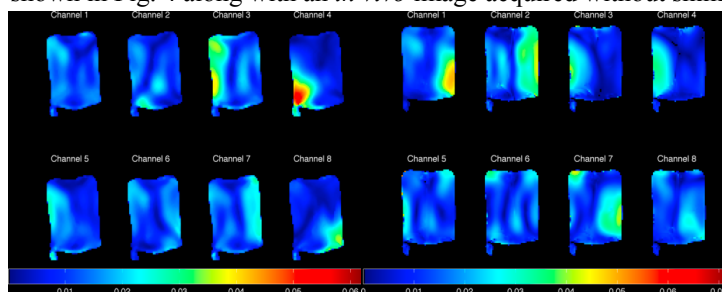 shown in Fig. 4 along with an in vivo image acquired without shim
Channel 1 Channel 2 Channel 3 Channel 4 Channel 1 Channel 2 Channel 3 Channel 4
Channel 5 Channel 6 Channel 7 Channel 8 Channel 5 Channel 6 Channel 7 Channel 8
0.01 0.02 0.03 0.04 0.05 0.06 0.01 0.02 0.03 0.04 0.05